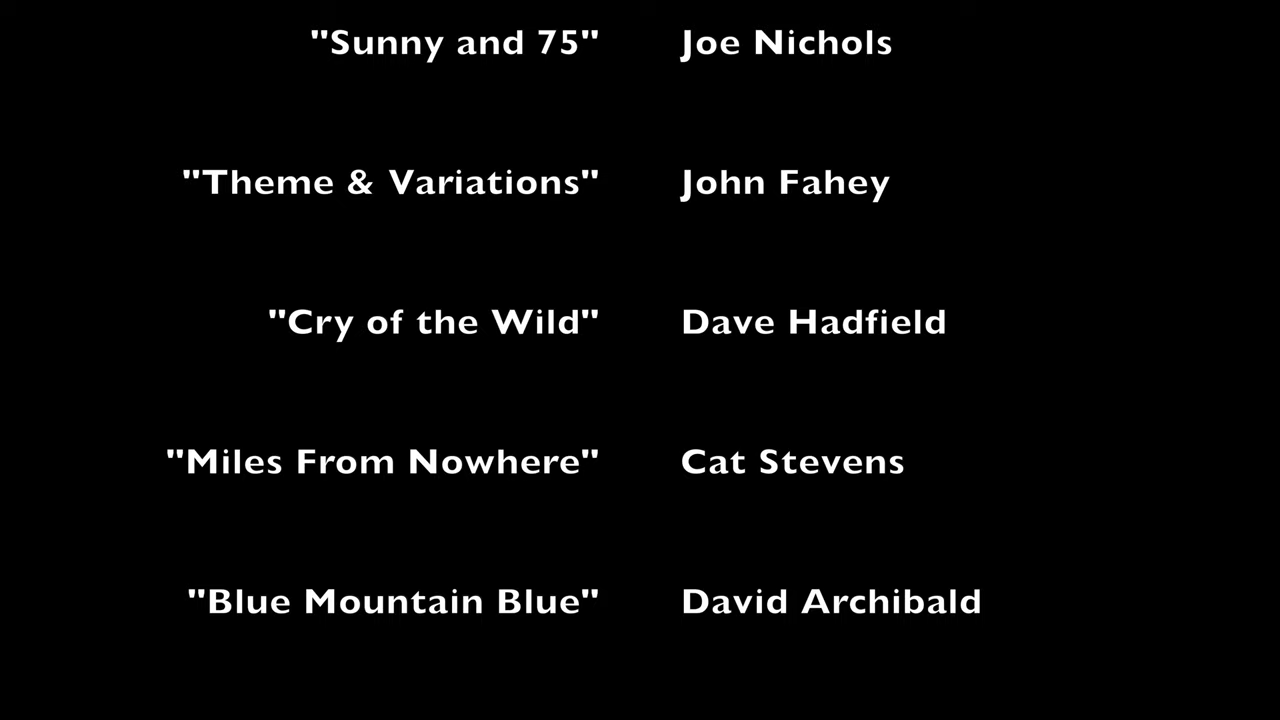 "Sunny and 75" Joe Nichols
"Theme & Variations" John Fahey
"Cry of the Wild" Dave Hadfield
"Miles From Nowhere" Cat Stevens
"Blue Mountain Blue" David Archibald